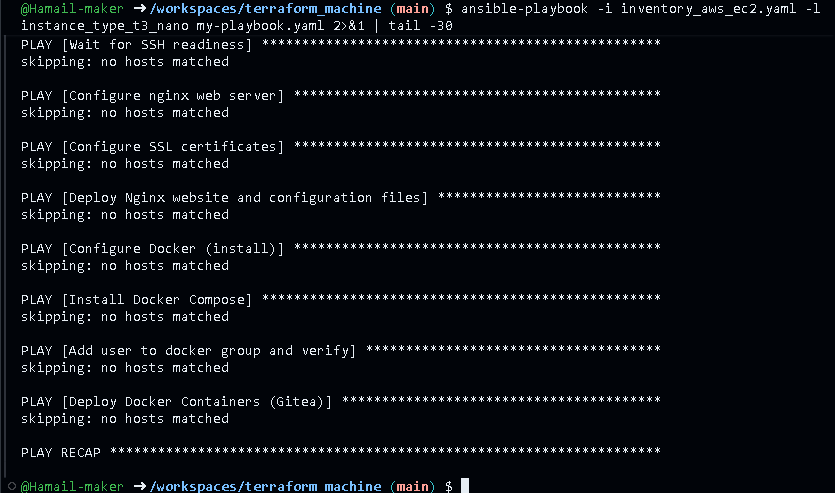 @Hamail-maker ➜/workspaces/terraform_machine (main) $ ansible-playbook -i inventory_aws_ec2.yaml -l
instance_type_t3_nano my-playbook.yaml 2>&1 | tail -30
PLAY [Wait for SSH readiness] **************************************************
skipping: no hosts matched
PLAY [Configure nginx web server] **********************************************
skipping: no hosts matched
PLAY [Configure SSL certificates] **********************************************
skipping: no hosts matched
PLAY [Deploy Nginx website and configuration files] ****************************
skipping: no hosts matched
PLAY [Configure Docker (install)] **********************************************
skipping: no hosts matched
PLAY [Install Docker Compose] **************************************************
skipping: no hosts matched
PLAY [Add user to docker group and verify] *************************************
skipping: no hosts matched
PLAY [Deploy Docker Containers (Gitea)] ****************************************
skipping: no hosts matched
PLAY RECAP *********************************************************************
@Hamail-maker ➜/workspaces/terraform_machine (main) $